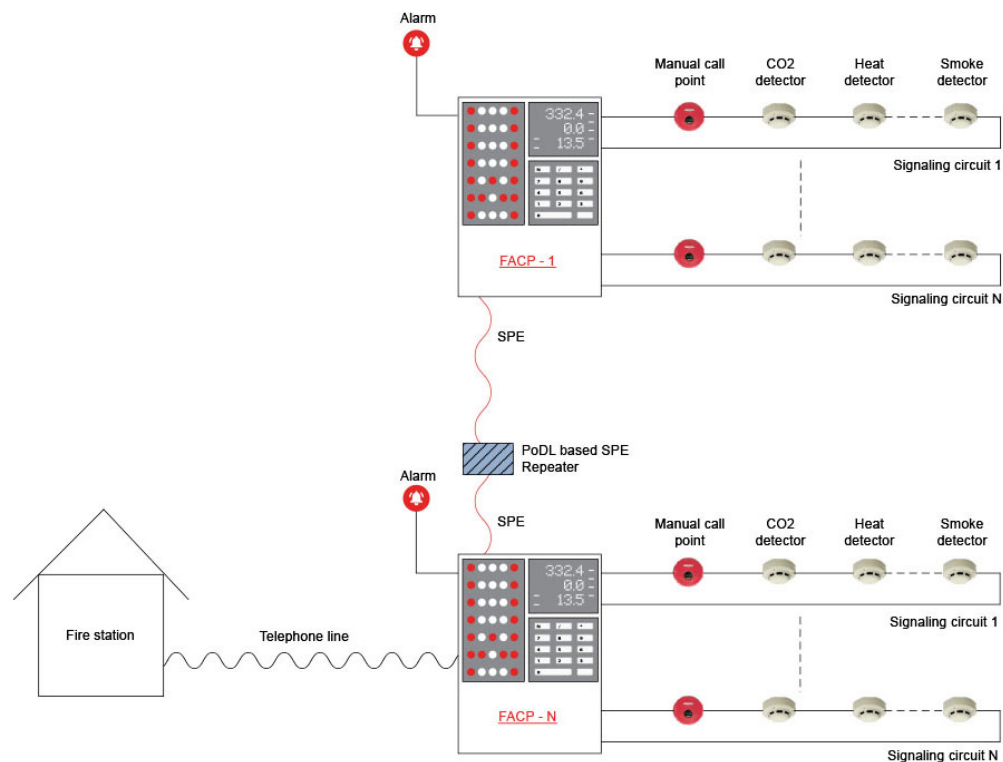 Alarm
Manual call
point
CO2
detector
Heat
detector
Smoke
detector
332.4
0.0
13.5
Signaling circuit 1
FACP - 1
Signaling circuit N
SPE
PoDL based SPE
Repeater
Alarm
SPE
Manual call
point
CO2
detector
Heat
detector
Smoke
detector
332.4
0.0
13.5
Signaling circuit 1
Fire station
Telephone line
FACP - N
Signaling circuit N